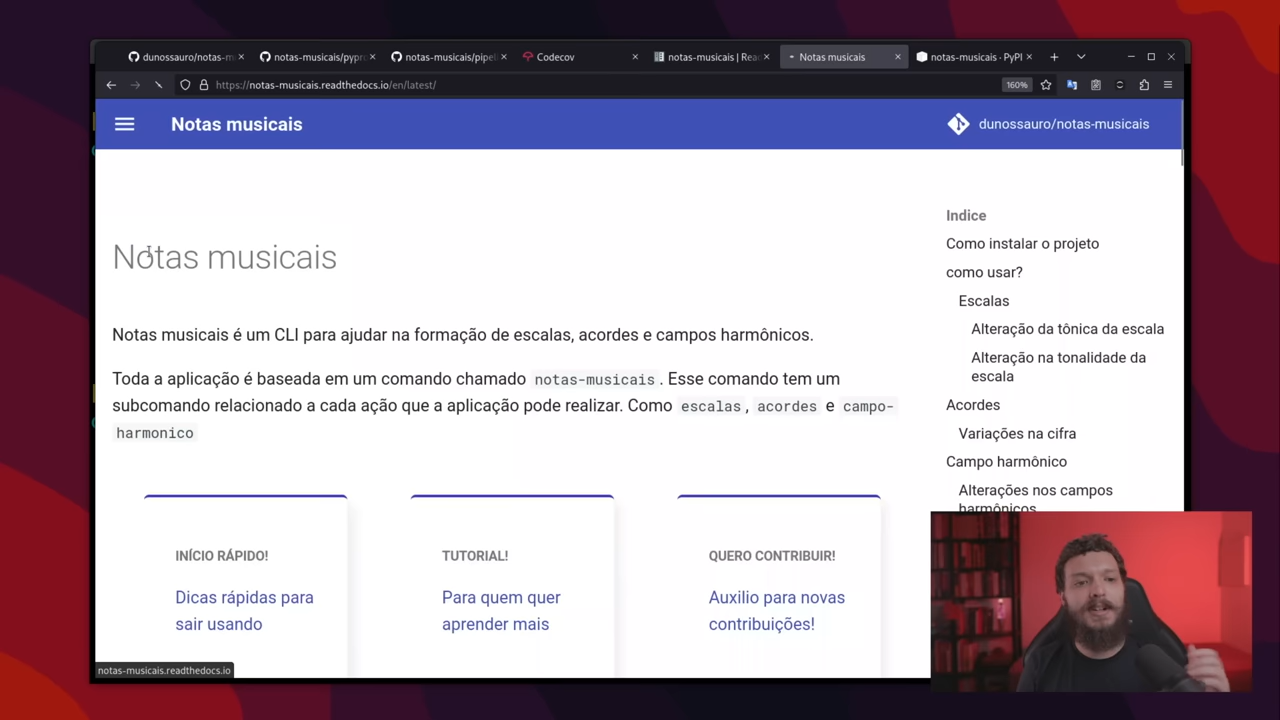 dunossauro/notas-m
notas-musicais/pypr
notas-musicais/pipel
Codecov
notas-musicais | Rea
Notas musicais
notas-musicais · PyPI
https://notas-musicais.readthedocs.io/en/latest/
160%
Notas musicais
dunossauro/notas-musicais
Notas musicais
Notas musicais é um CLI para ajudar na formação de escalas, acordes e campos harmônicos.
Toda a aplicação é baseada em um comando chamado notas-musicais. Esse comando tem um
subcomando relacionado a cada ação que a aplicação pode realizar. Como escalas, acordes e campo-
harmonico
INÍCIO RÁPIDO!
Dicas rápidas para
sair usando
TUTORIAL!
Para quem quer
aprender mais
QUERO CONTRIBUIR!
Auxilio para novas
contribuições!
Indice
Como instalar o projeto
como usar?
Escalas
Alteração da tônica da escala
Alteração na tonalidade da
escala
Acordes
Variações na cifra
Campo harmônico
Alterações nos campos
harmônicos
notas-musicais.readthedocs.io